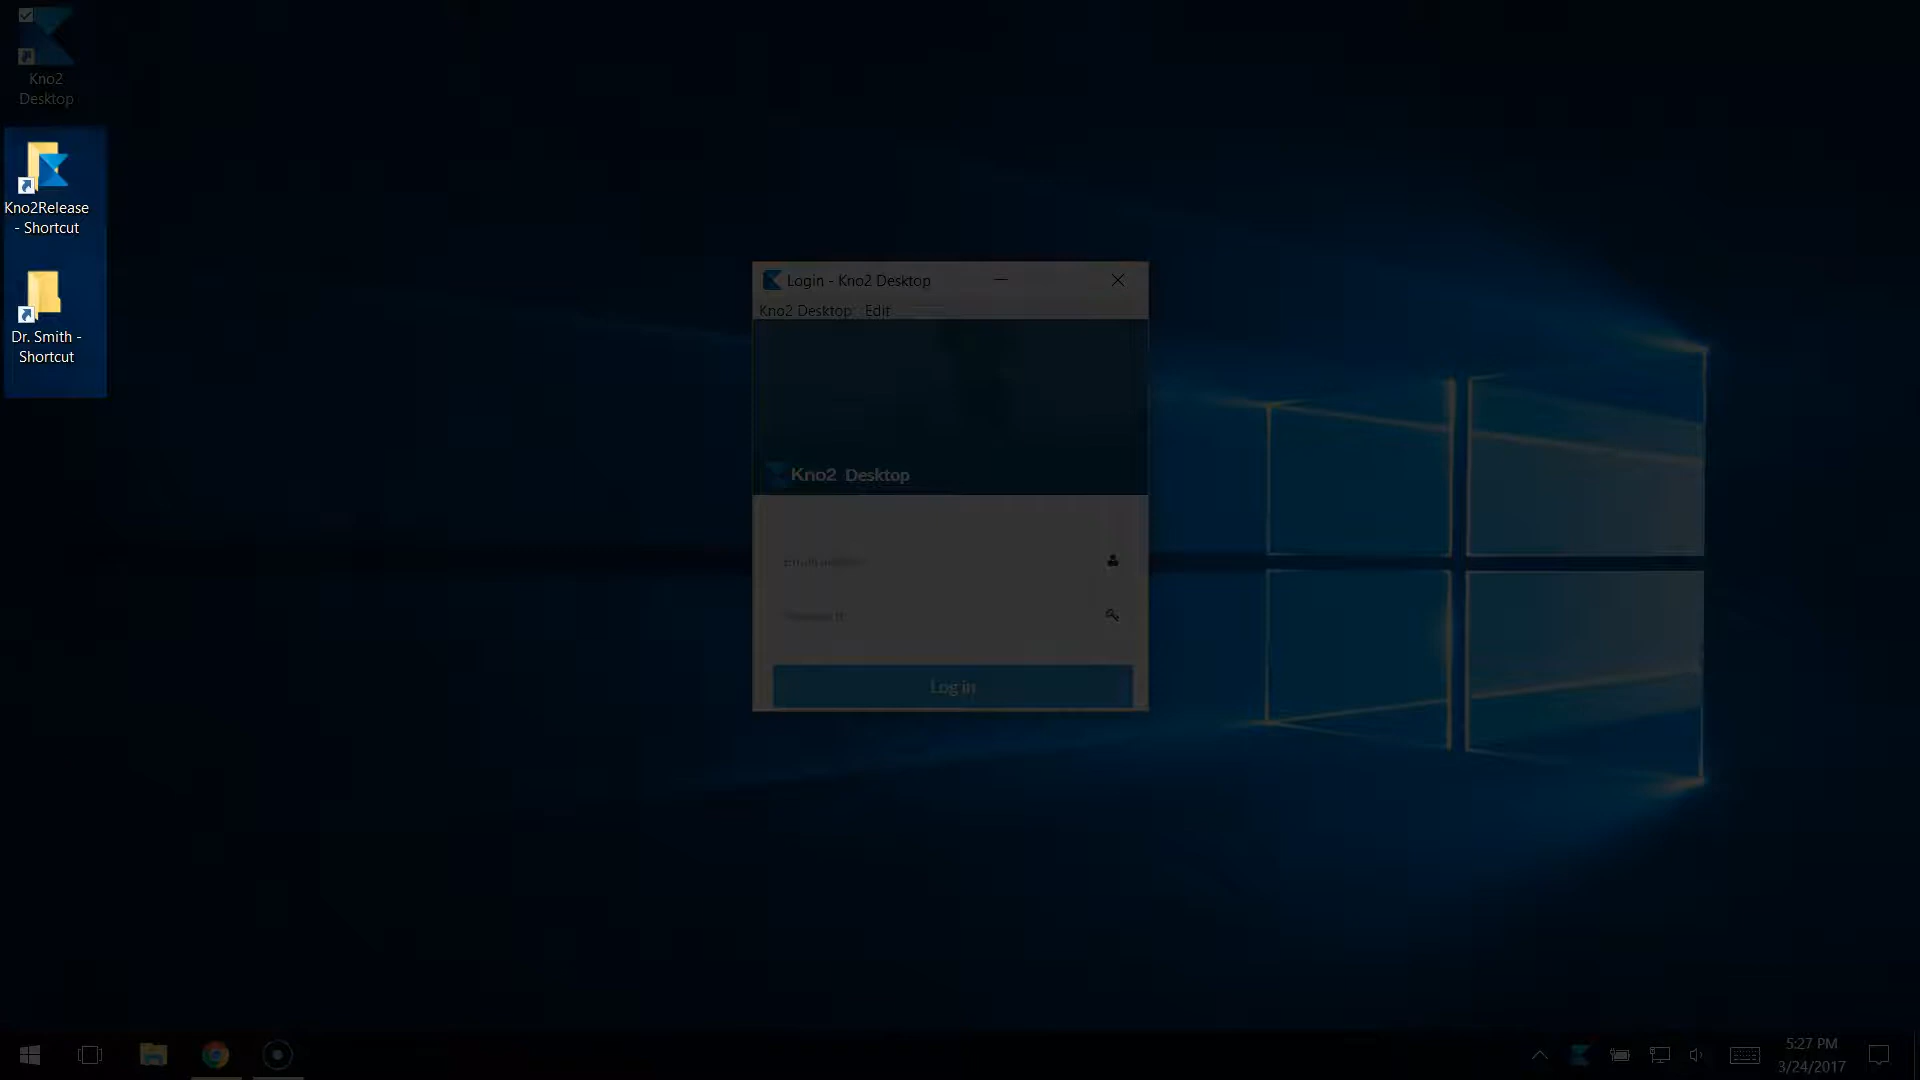 Kno2
Desktop
Kno2Release
- Shortcut
Dr. Smith -
Shortcut
Login - Kno2 Desktop
Kno2 Desktop Edit
Kno2 Desktop
Log in
5:27 PM
3/24/2017